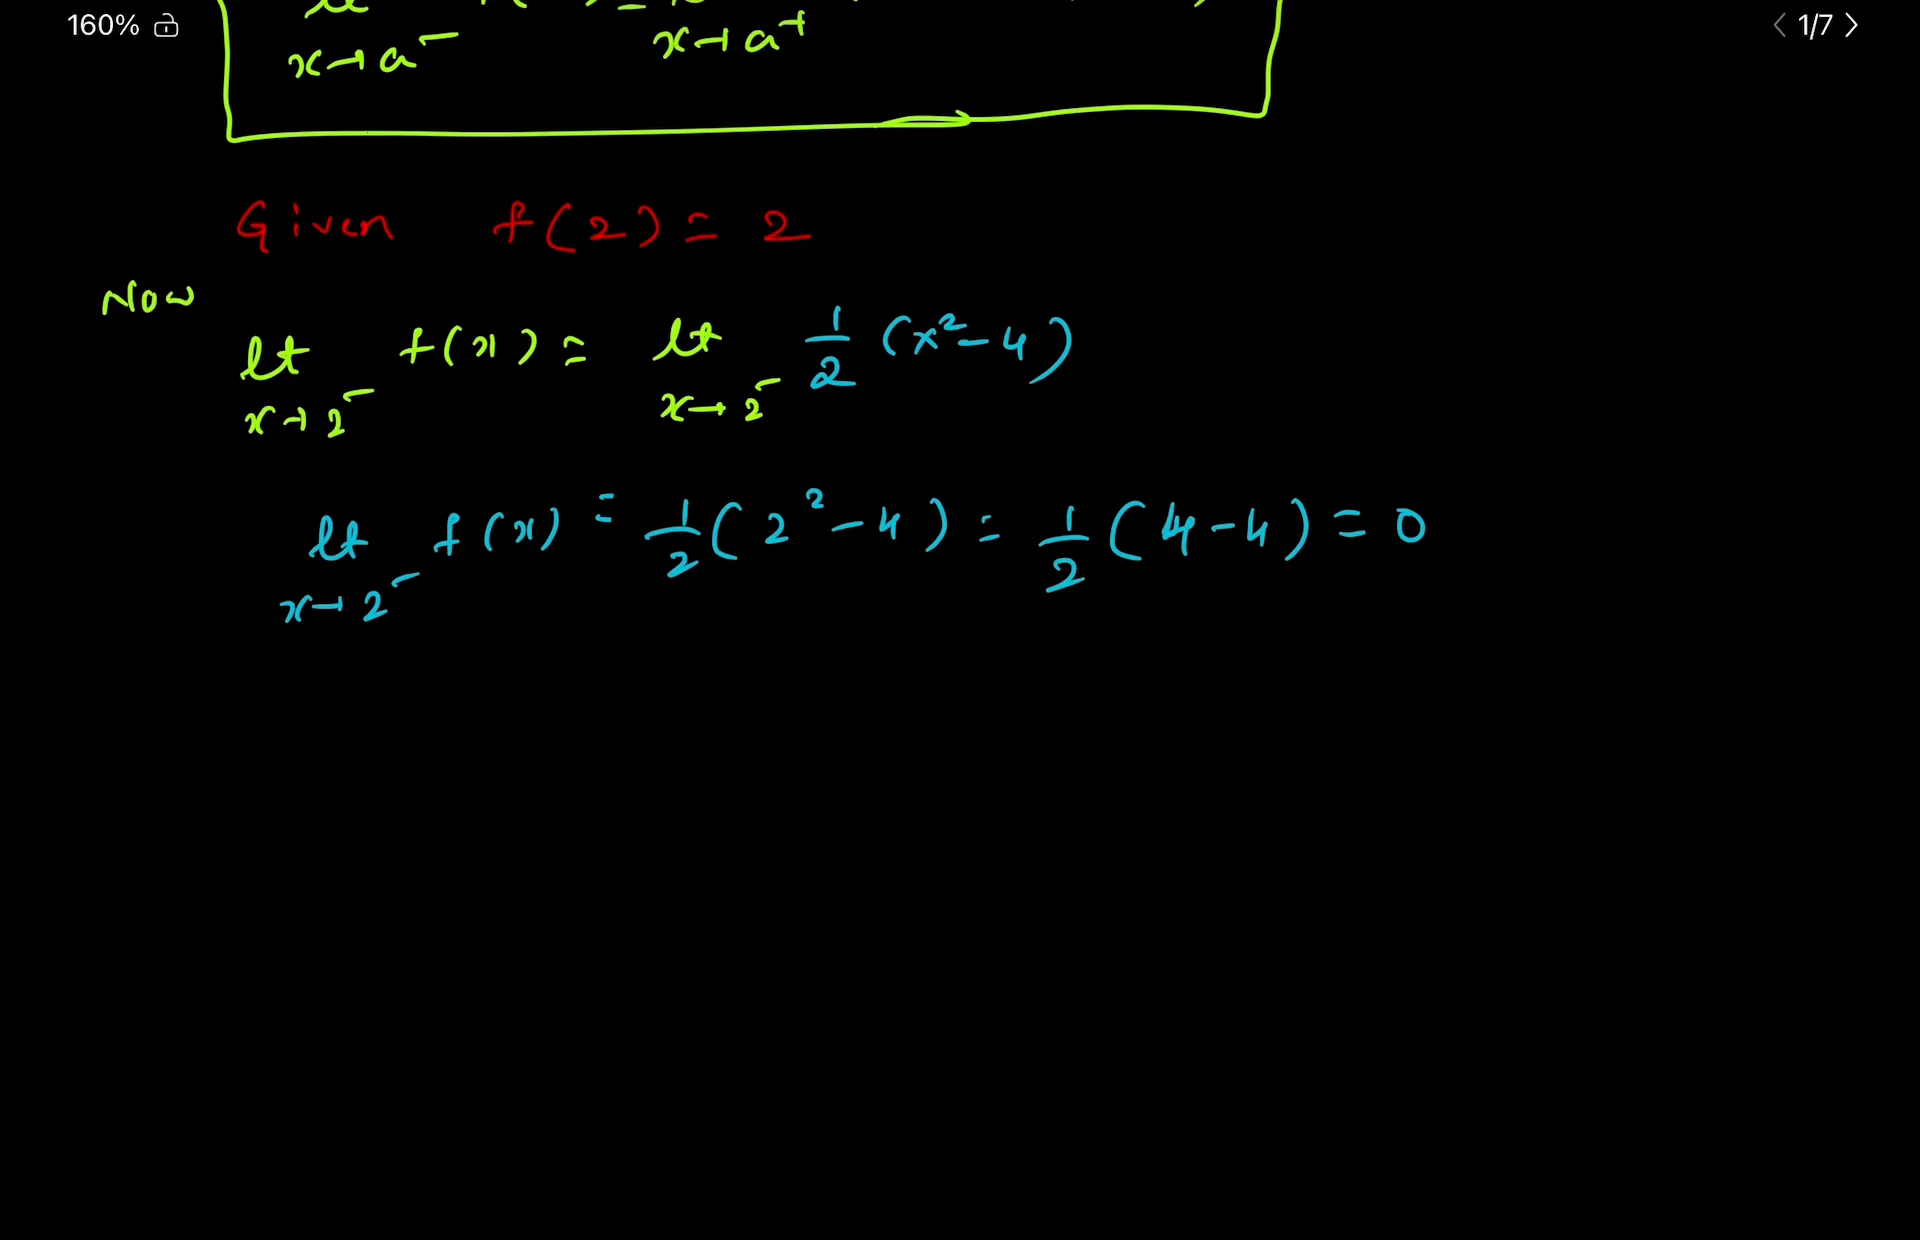 160% 1/7
x→a⁻ x→a⁺
Given f(2) = 2
Now
lt f(x) = lt 1/2 (x²-4)
x→2⁻ x→2⁻
lt f(x) = 1/2 (2²-4) = 1/2 (4-4) = 0
x→2⁻